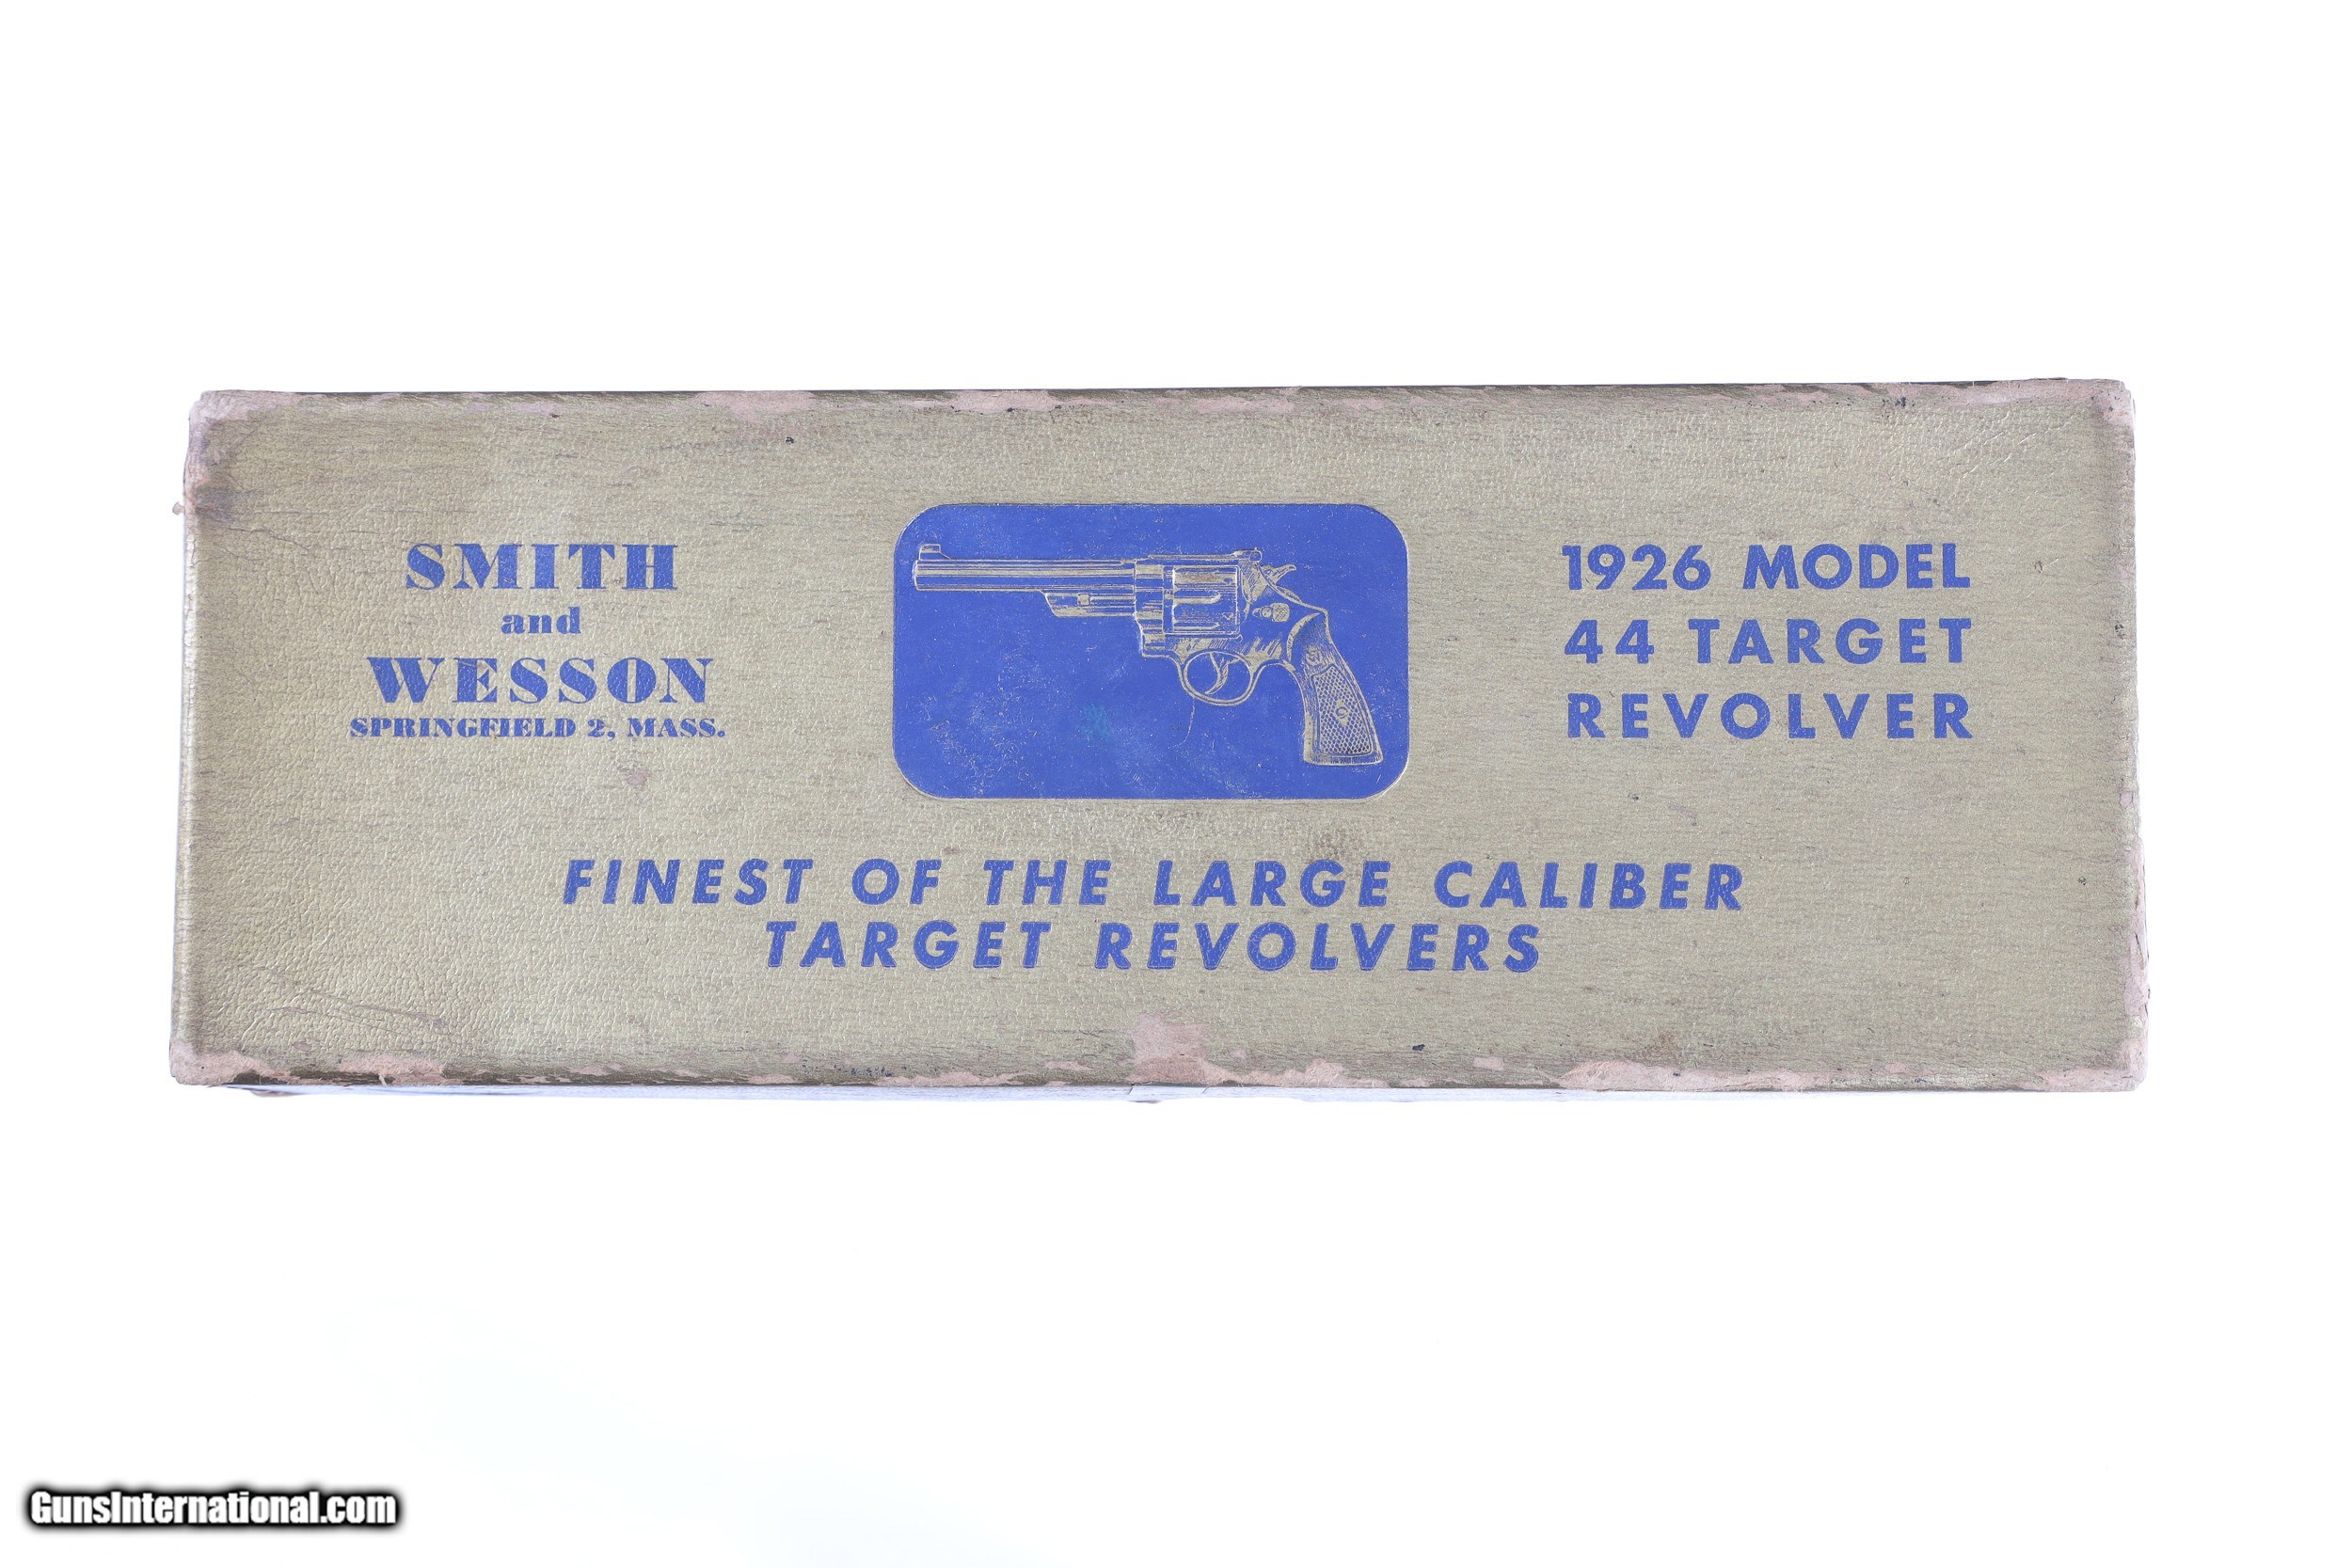 SMITH
and
WESSON
SPRINGFIELD 2, MASS.
1926 MODEL
44 TARGET
REVOLVER
FINEST OF THE LARGE CALIBER
TARGET REVOLVERS
GunsInternational.com